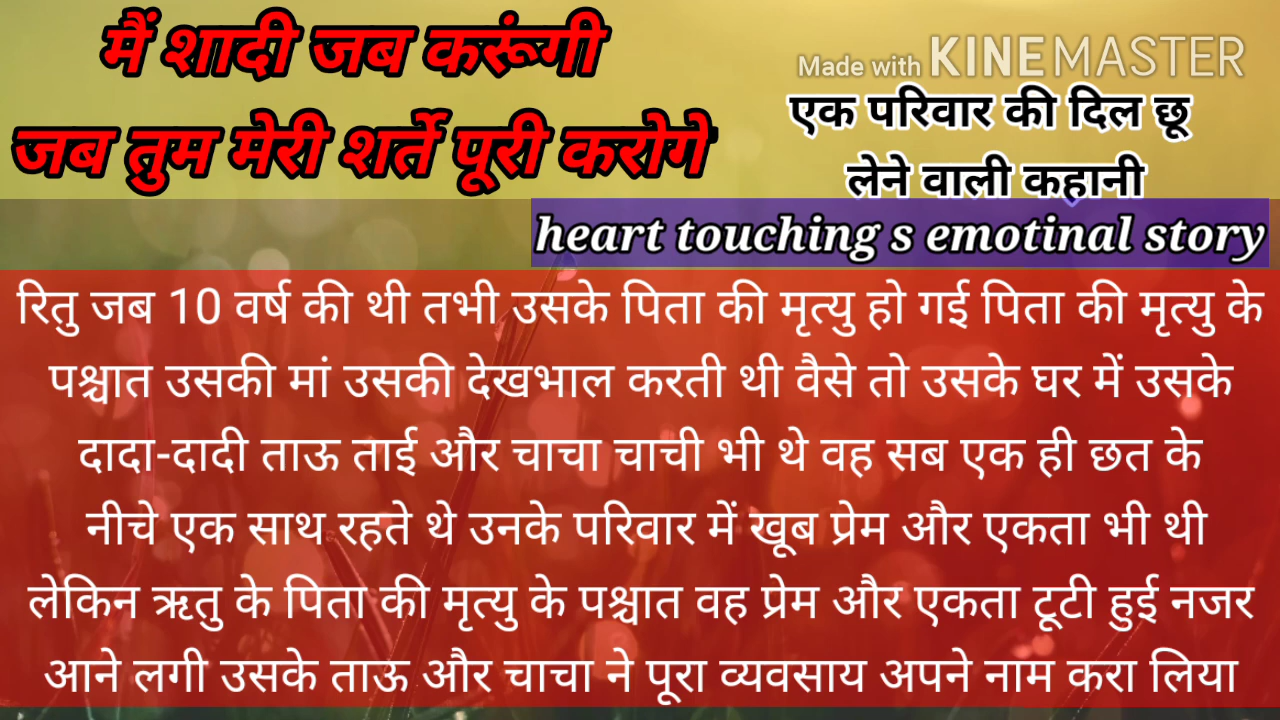 मैं शादी जब करूंगी
जब तुम मेरी शर्ते पूरी करोगे
Made with KINEMASTER
एक परिवार की दिल छू
लेने वाली कहानी
heart touching s emotinal story
रितु जब 10 वर्ष की थी तभी उसके पिता की मृत्यु हो गई पिता की मृत्यु के
पश्चात उसकी मां उसकी देखभाल करती थी वैसे तो उसके घर में उसके
दादा-दादी ताऊ ताई और चाचा चाची भी थे वह सब एक ही छत के
नीचे एक साथ रहते थे उनके परिवार में खूब प्रेम और एकता भी थी
लेकिन ऋतु के पिता की मृत्यु के पश्चात वह प्रेम और एकता टूटी हुई नजर
आने लगी उसके ताऊ और चाचा ने पूरा व्यवसाय अपने नाम करा लिया